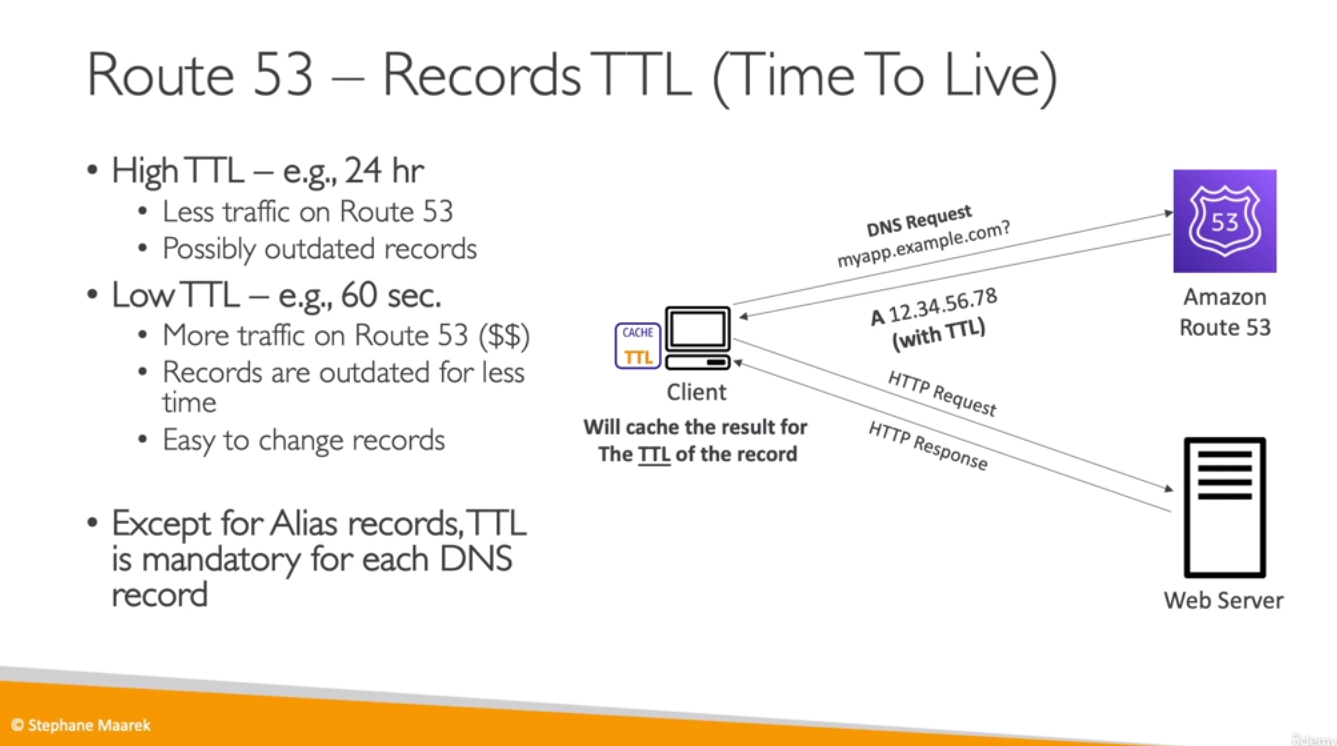 Route 53 – Records TTL (Time To Live)
• High TTL – e.g., 24 hr
• Less traffic on Route 53
• Possibly outdated records
• Low TTL – e.g., 60 sec.
• More traffic on Route 53 ($$)
• Records are outdated for less
time
• Easy to change records
• Except for Alias records, TTL
is mandatory for each DNS
record
DNS Request
myapp.example.com?
A 12.34.56.78
(with TTL)
53
Amazon
Route 53
CACHE
TTL
Client
Will cache the result for
The TTL of the record
HTTP Request
HTTP Response
Web Server
© Stephane Maarek
ûdemy